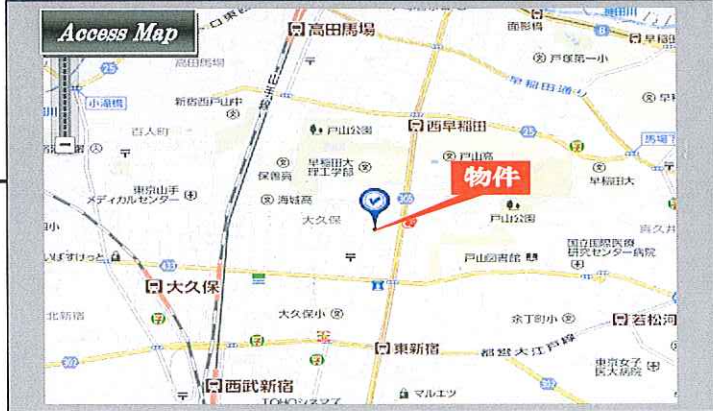 Access Map
高田馬場
面影橋
8
戸塚第一小
25
高田馬場
早稲田通り
小滝橋
新宿西戸山中
百人町
戸山公園
西早稲田
25
早稲田大
理工学部
保善高
戸山高
馬場下
物件
早稲田大
東京山手
メディカルセンター
海城高
305
大久保
戸山公園
喜久井
433
戸山図書館
国立国際医療
研究センター病院
いなげすけっと
大久保
北新宿
大久保小
余丁町小
若松河
302
東新宿
都営大江戸線
東京女子
医大病院
302
西武新宿
マルエツ
TOHOシネマズ